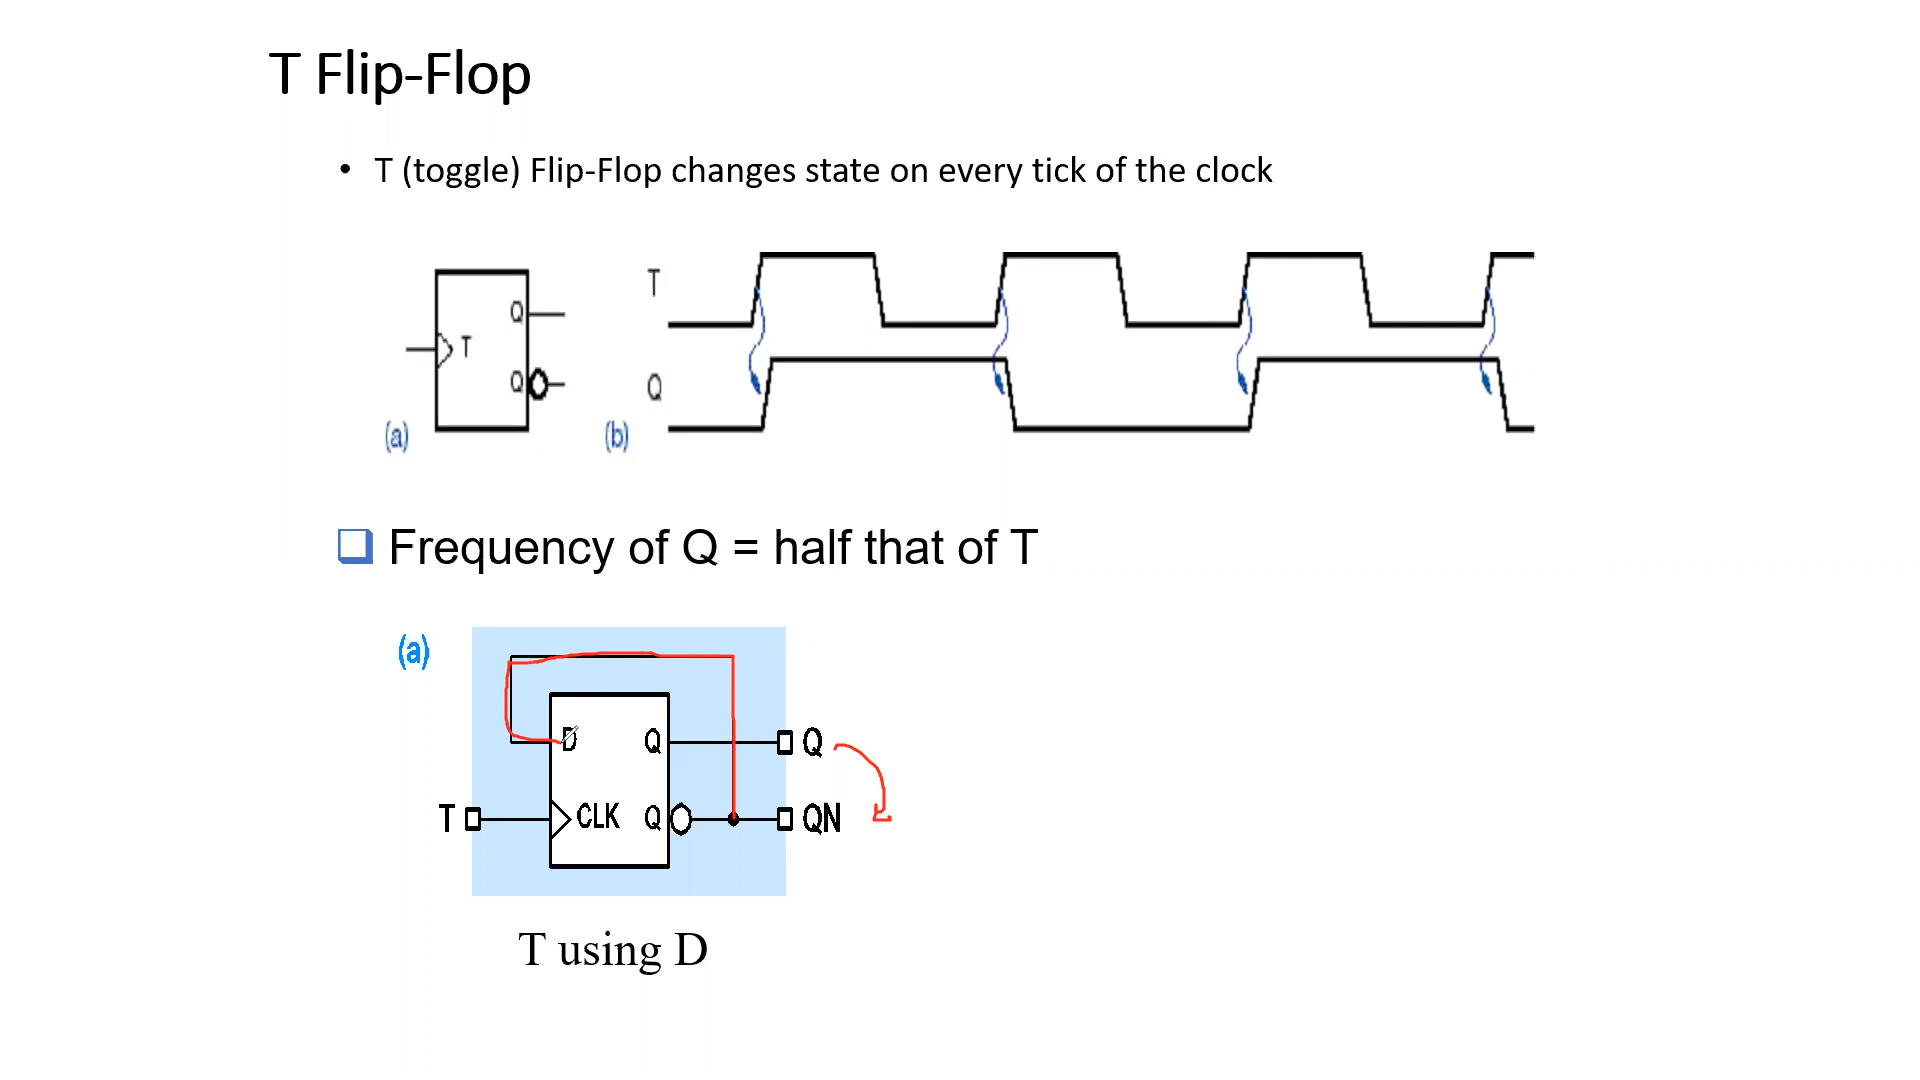 T Flip-Flop
• T (toggle) Flip-Flop changes state on every tick of the clock
T
Q
T
Q
Q
(a)
(b)
❑ Frequency of Q = half that of T
(a)
D
Q
Q
T
CLK
Q
QN
T using D